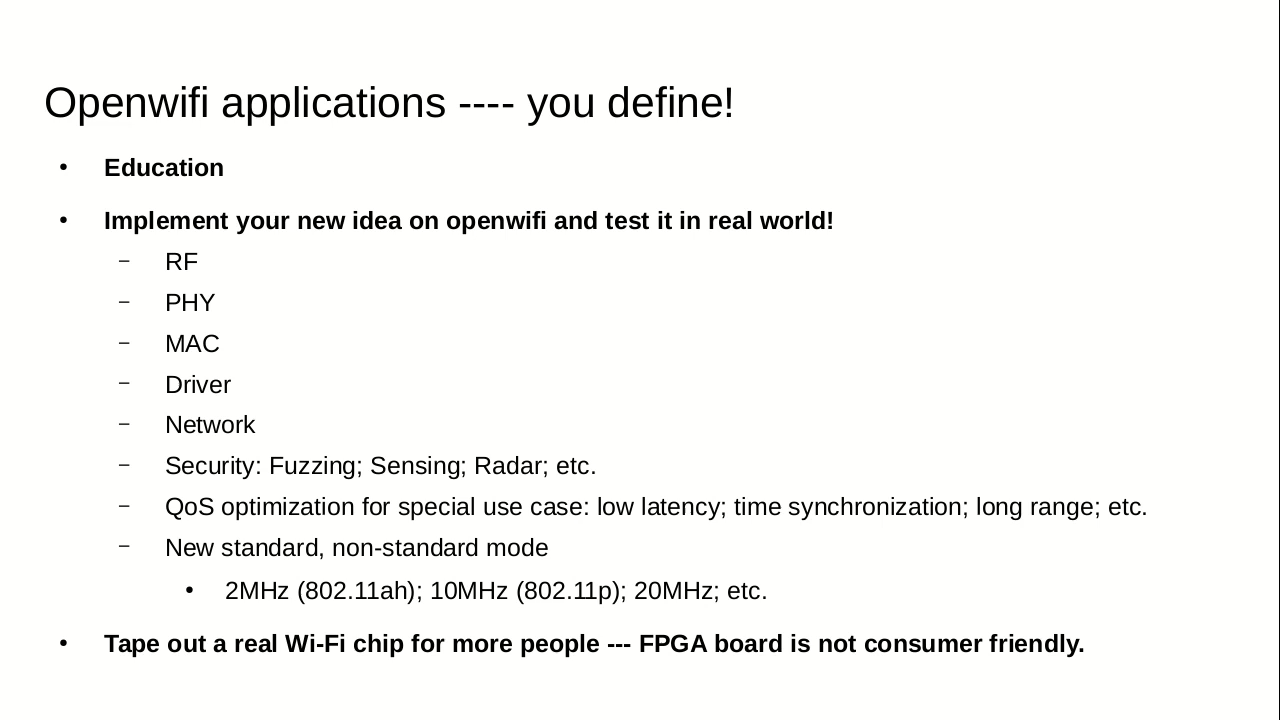 Openwifi applications ---- you define!
• Education
• Implement your new idea on openwifi and test it in real world!
– RF
– PHY
– MAC
– Driver
– Network
– Security: Fuzzing; Sensing; Radar; etc.
– QoS optimization for special use case: low latency; time synchronization; long range; etc.
– New standard, non-standard mode
• 2MHz (802.11ah); 10MHz (802.11p); 20MHz; etc.
• Tape out a real Wi-Fi chip for more people --- FPGA board is not consumer friendly.